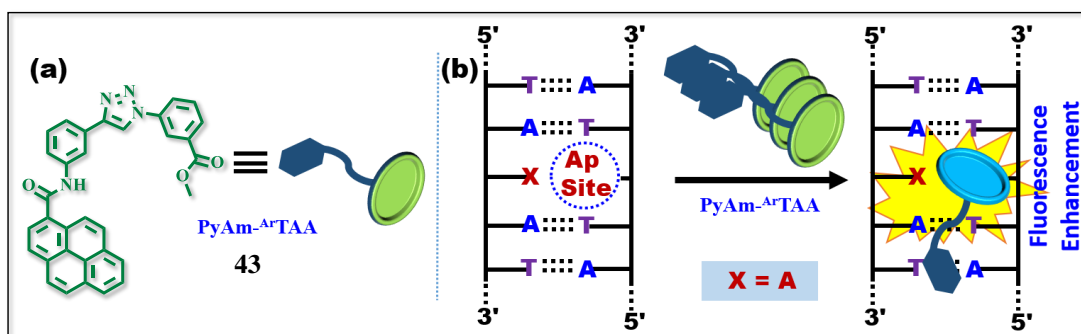 (a)
N
N
N
O
O
NH
O
PyAm-ArTAA
43
(b)
5' 3'
T A
A T
X Ap Site
A T
T A
3' 5'
PyAm-ArTAA
X = A
5' 3'
T A
A T
X
A T
T A
3' 5'
Fluorescence
Enhancement